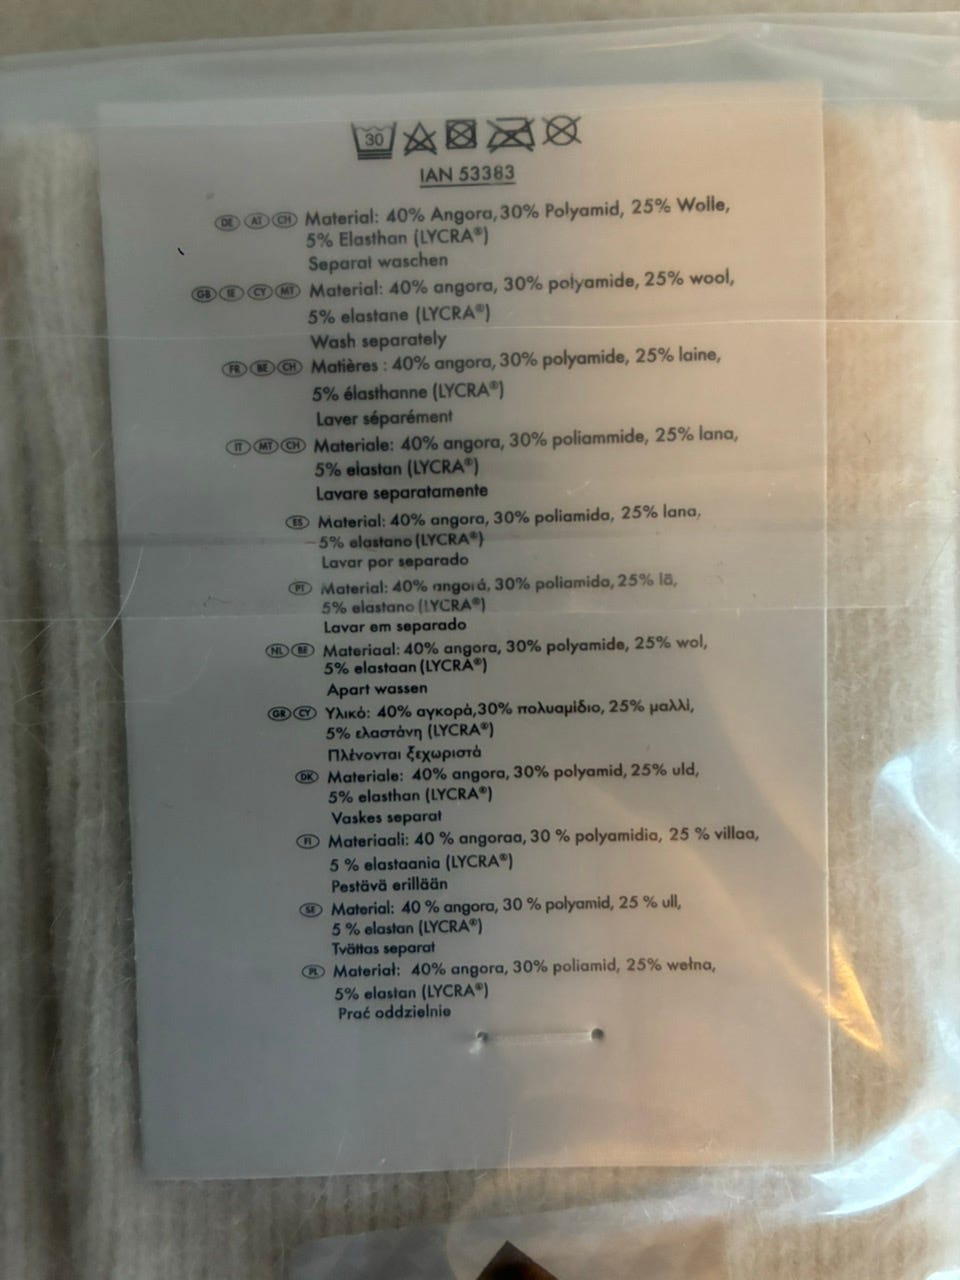 30
IAN 53383
DE AT CH Material: 40% Angora, 30% Polyamid, 25% Wolle,
5% Elasthan (LYCRA®)
Separat waschen
GB IE CY MT Material: 40% angora, 30% polyamide, 25% wool,
5% elastane (LYCRA®)
Wash separately
FR BE CH Matières : 40% angora, 30% polyamide, 25% laine,
5% élasthanne (LYCRA®)
Laver séparément
IT MT CH Materiale: 40% angora, 30% poliammide, 25% lana,
5% elastan (LYCRA®)
Lavare separatamente
ES Material: 40% angora, 30% poliamida, 25% lana,
5% elastano (LYCRA®)
Lavar por separado
PT Material: 40% angorá, 30% poliamida, 25% lã,
5% elastano (LYCRA®)
Lavar em separado
NL BE Materiaal: 40% angora, 30% polyamide, 25% wol,
5% elastaan (LYCRA®)
Apart wassen
GR CY Υλικό: 40% αγκορά, 30% πολυαμίδιο, 25% μαλλί,
5% ελαστάνη (LYCRA®)
Πλένονται ξεχωριστά
DK Materiale: 40% angora, 30% polyamid, 25% uld,
5% elasthan (LYCRA®)
Vaskes separat
FI Materiaali: 40 % angoraa, 30 % polyamidia, 25 % villaa,
5 % elastaania (LYCRA®)
Pestävä erillään
SE Material: 40 % angora, 30 % polyamid, 25 % ull,
5 % elastan (LYCRA®)
Tvättas separat
PL Materiał: 40% angora, 30% poliamid, 25% wełna,
5% elastan (LYCRA®)
Prać oddzielnie